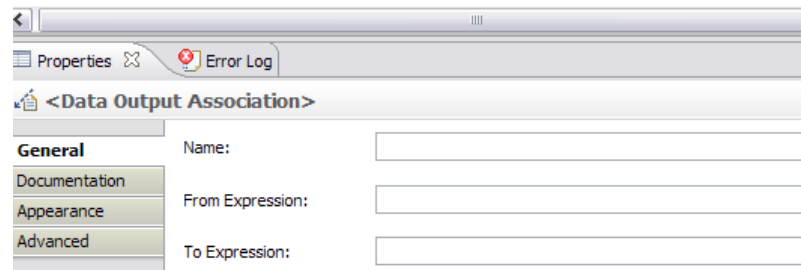 Properties Error Log
<Data Output Association>
General
Documentation
Appearance
Advanced
Name:
From Expression:
To Expression: